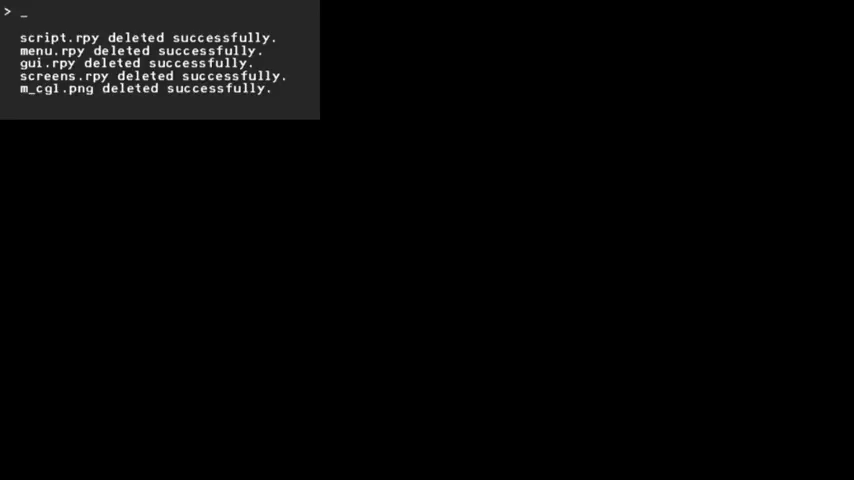 > _
script.rpy deleted successfully.
menu.rpy deleted successfully.
gui.rpy deleted successfully.
screens.rpy deleted successfully.
m_cg1.png deleted successfully.